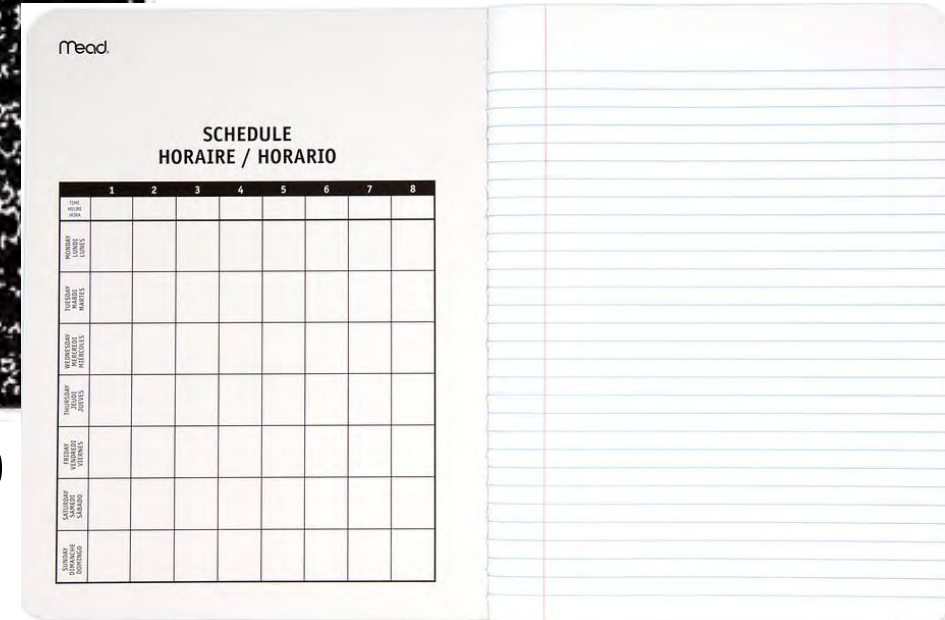 Mead.
SCHEDULE
HORAIRE / HORARIO
1 2 3 4 5 6 7 8
TIME
HEURE
HORA
MONDAY
LUNDI
LUNES
TUESDAY
MARDI
MARTES
WEDNESDAY
MERCREDI
MIÉRCOLES
THURSDAY
JEUDI
JUEVES
FRIDAY
VENDREDI
VIERNES
SATURDAY
SAMEDI
SÁBADO
SUNDAY
DIMANCHE
DOMINGO